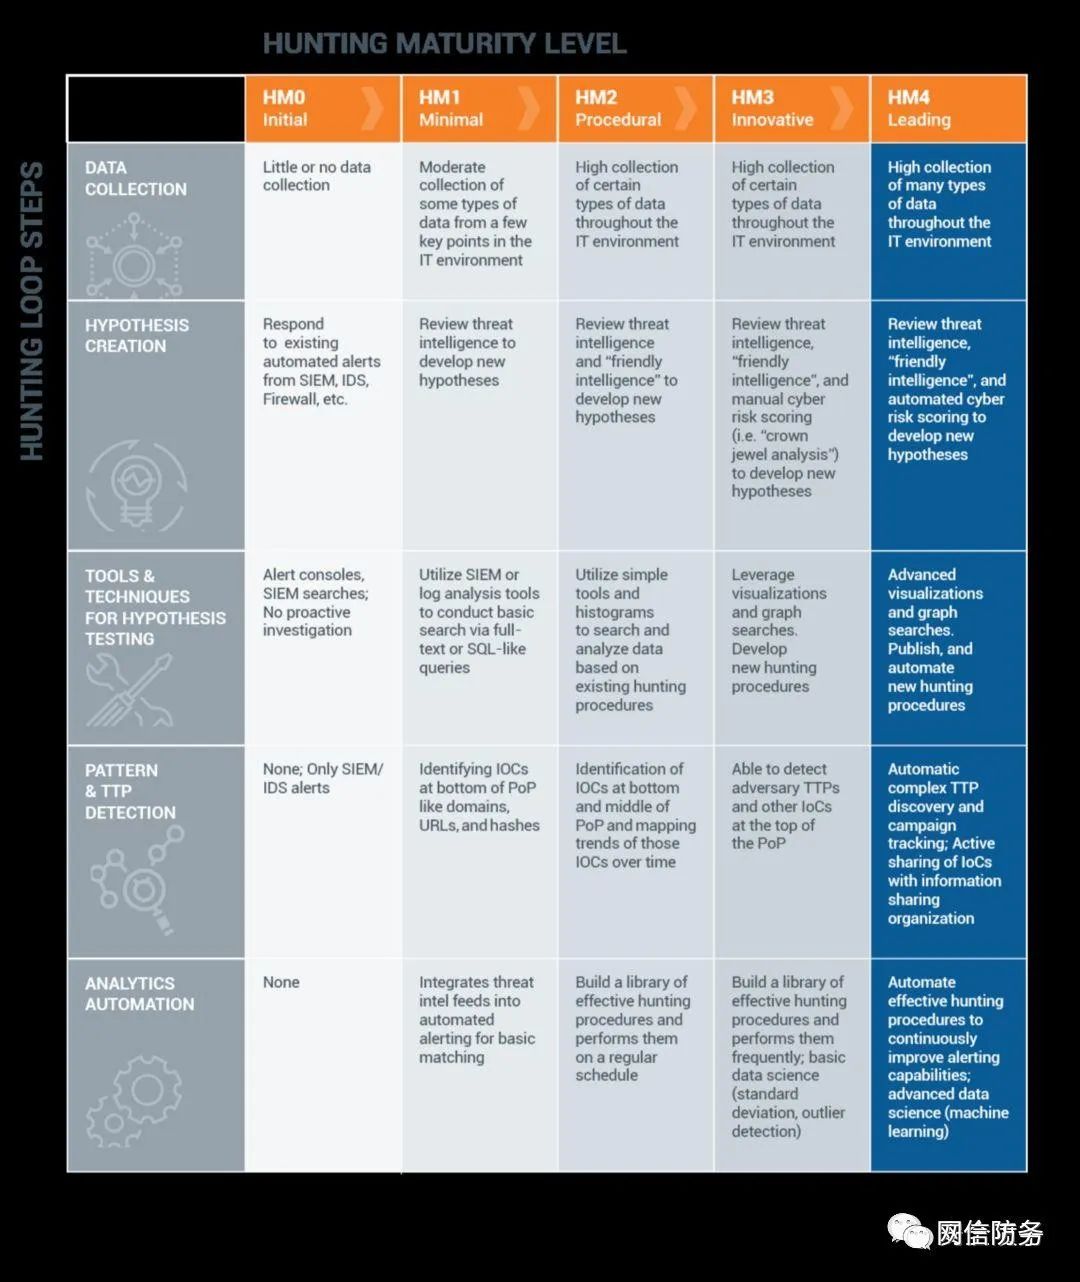 HUNTING MATURITY LEVEL
HUNTING LOOP STEPS
HM0
Initial
HM1
Minimal
HM2
Procedural
HM3
Innovative
HM4
Leading
DATA
COLLECTION
Little or no data
collection
Moderate
collection of
some types of
data from a few
key points in the
IT environment
High collection
of certain
types of data
throughout the
IT environment
High collection
of certain
types of data
throughout the
IT environment
High collection
of many types
of data
throughout the
IT environment
HYPOTHESIS
CREATION
Respond
to existing
automated alerts
from SIEM, IDS,
Firewall, etc.
Review threat
intelligence to
develop new
hypotheses
Review threat
intelligence
and “friendly
intelligence” to
develop new
hypotheses
Review threat
intelligence,
“friendly
intelligence”, and
manual cyber
risk scoring
(i.e. “crown
jewel analysis”)
to develop new
hypotheses
Review threat
intelligence,
“friendly
intelligence”, and
automated cyber
risk scoring to
develop new
hypotheses
TOOLS &
TECHNIQUES
FOR HYPOTHESIS
TESTING
Alert consoles,
SIEM searches;
No proactive
investigation
Utilize SIEM or
log analysis tools
to conduct basic
search via full-
text or SQL-like
queries
Utilize simple
tools and
histograms
to search and
analyze data
based on
existing hunting
procedures
Leverage
visualizations
and graph
searches.
Develop
new hunting
procedures
Advanced
visualizations
and graph
searches.
Publish, and
automate
new hunting
procedures
PATTERN
& TTP
DETECTION
None; Only SIEM/
IDS alerts
Identifying IOCs
at bottom of PoP
like domains,
URLs, and hashes
Identification of
IOCs at bottom
and middle of
PoP and mapping
trends of those
IOCs over time
Able to detect
adversary TTPs
and other IoCs
at the top of
the PoP
Automatic
complex TTP
discovery and
campaign
tracking; Active
sharing of IoCs
with information
sharing
organization
ANALYTICS
AUTOMATION
None
Integrates threat
intel feeds into
automated
alerting for basic
matching
Build a library of
effective hunting
procedures and
performs them
on a regular
schedule
Build a library of
effective hunting
procedures and
performs them
frequently; basic
data science
(standard
deviation, outlier
detection)
Automate
effective hunting
procedures to
continuously
improve alerting
capabilities;
advanced data
science (machine
learning)
网信防务